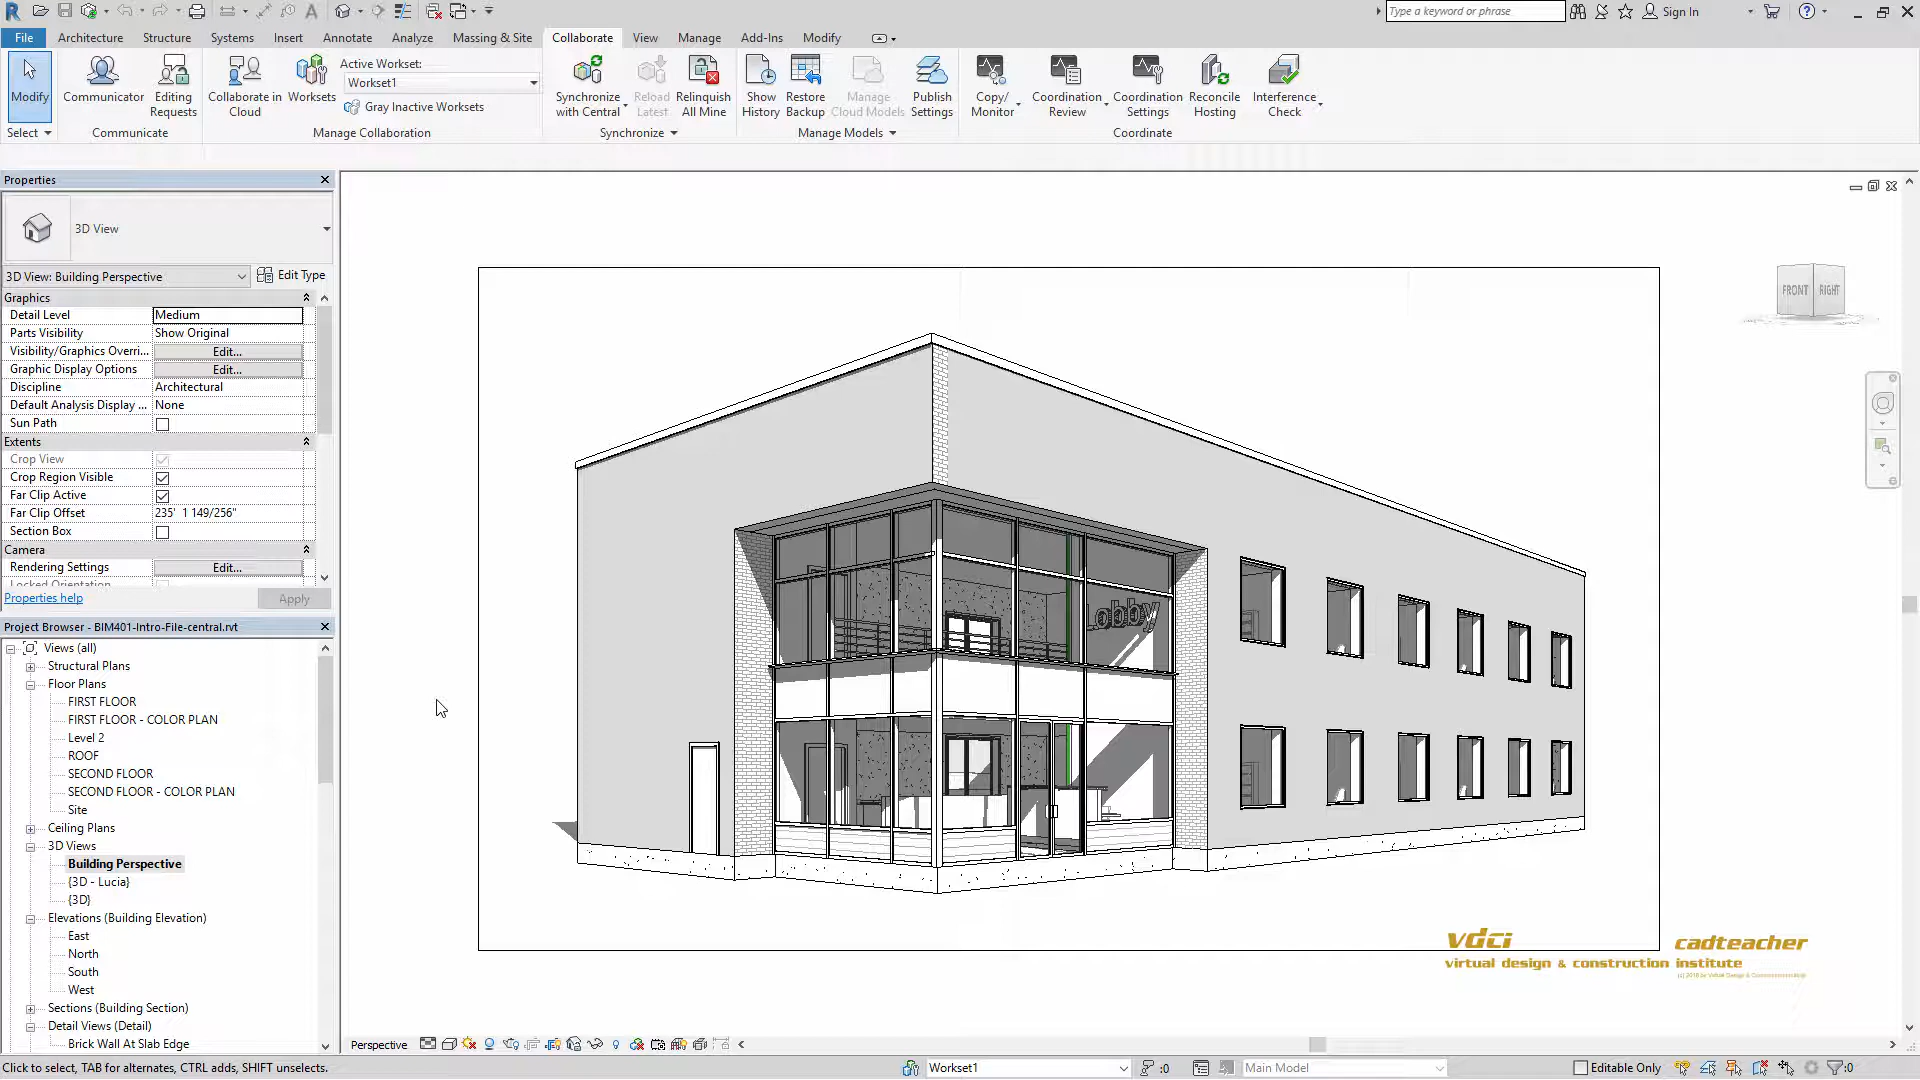 Type a keyword or phrase
Sign In
File Architecture Structure Systems Insert Annotate Analyze Massing & Site Collaborate View Manage Add-Ins Modify
Modify
Communicator
Editing Requests
Collaborate in Cloud
Worksets
Active Workset:
Workset1
Gray Inactive Worksets
Synchronize with Central
Reload Latest
Relinquish All Mine
Show History
Restore Backup
Manage Cloud Models
Publish Settings
Copy/ Monitor
Coordination Review
Coordination Settings
Reconcile Hosting
Interference Check
Select Communicate Manage Collaboration Synchronize Manage Models Coordinate
Properties
3D View
3D View: Building Perspective
Edit Type
Graphics
Detail Level Medium
Parts Visibility Show Original
Visibility/Graphics Overri... Edit...
Graphic Display Options Edit...
Discipline Architectural
Default Analysis Display ... None
Sun Path
Extents
Crop View
Crop Region Visible
Far Clip Active
Far Clip Offset 235' 1 149/256"
Section Box
Camera
Rendering Settings Edit...
Locked Orientation
Properties help
Apply
Project Browser - BIM401-Intro-File-central.rvt
Views (all)
Structural Plans
Floor Plans
FIRST FLOOR
FIRST FLOOR - COLOR PLAN
Level 2
ROOF
SECOND FLOOR
SECOND FLOOR - COLOR PLAN
Site
Ceiling Plans
3D Views
Building Perspective
{3D - Lucia}
{3D}
Elevations (Building Elevation)
East
North
South
West
Sections (Building Section)
Detail Views (Detail)
Brick Wall At Slab Edge
FRONT RIGHT
Lobby
vdci cadteacher
virtual design & construction institute
Perspective
Click to select, TAB for alternates, CTRL adds, SHIFT unselects.
Workset1
:0
Main Model
Editable Only
:0